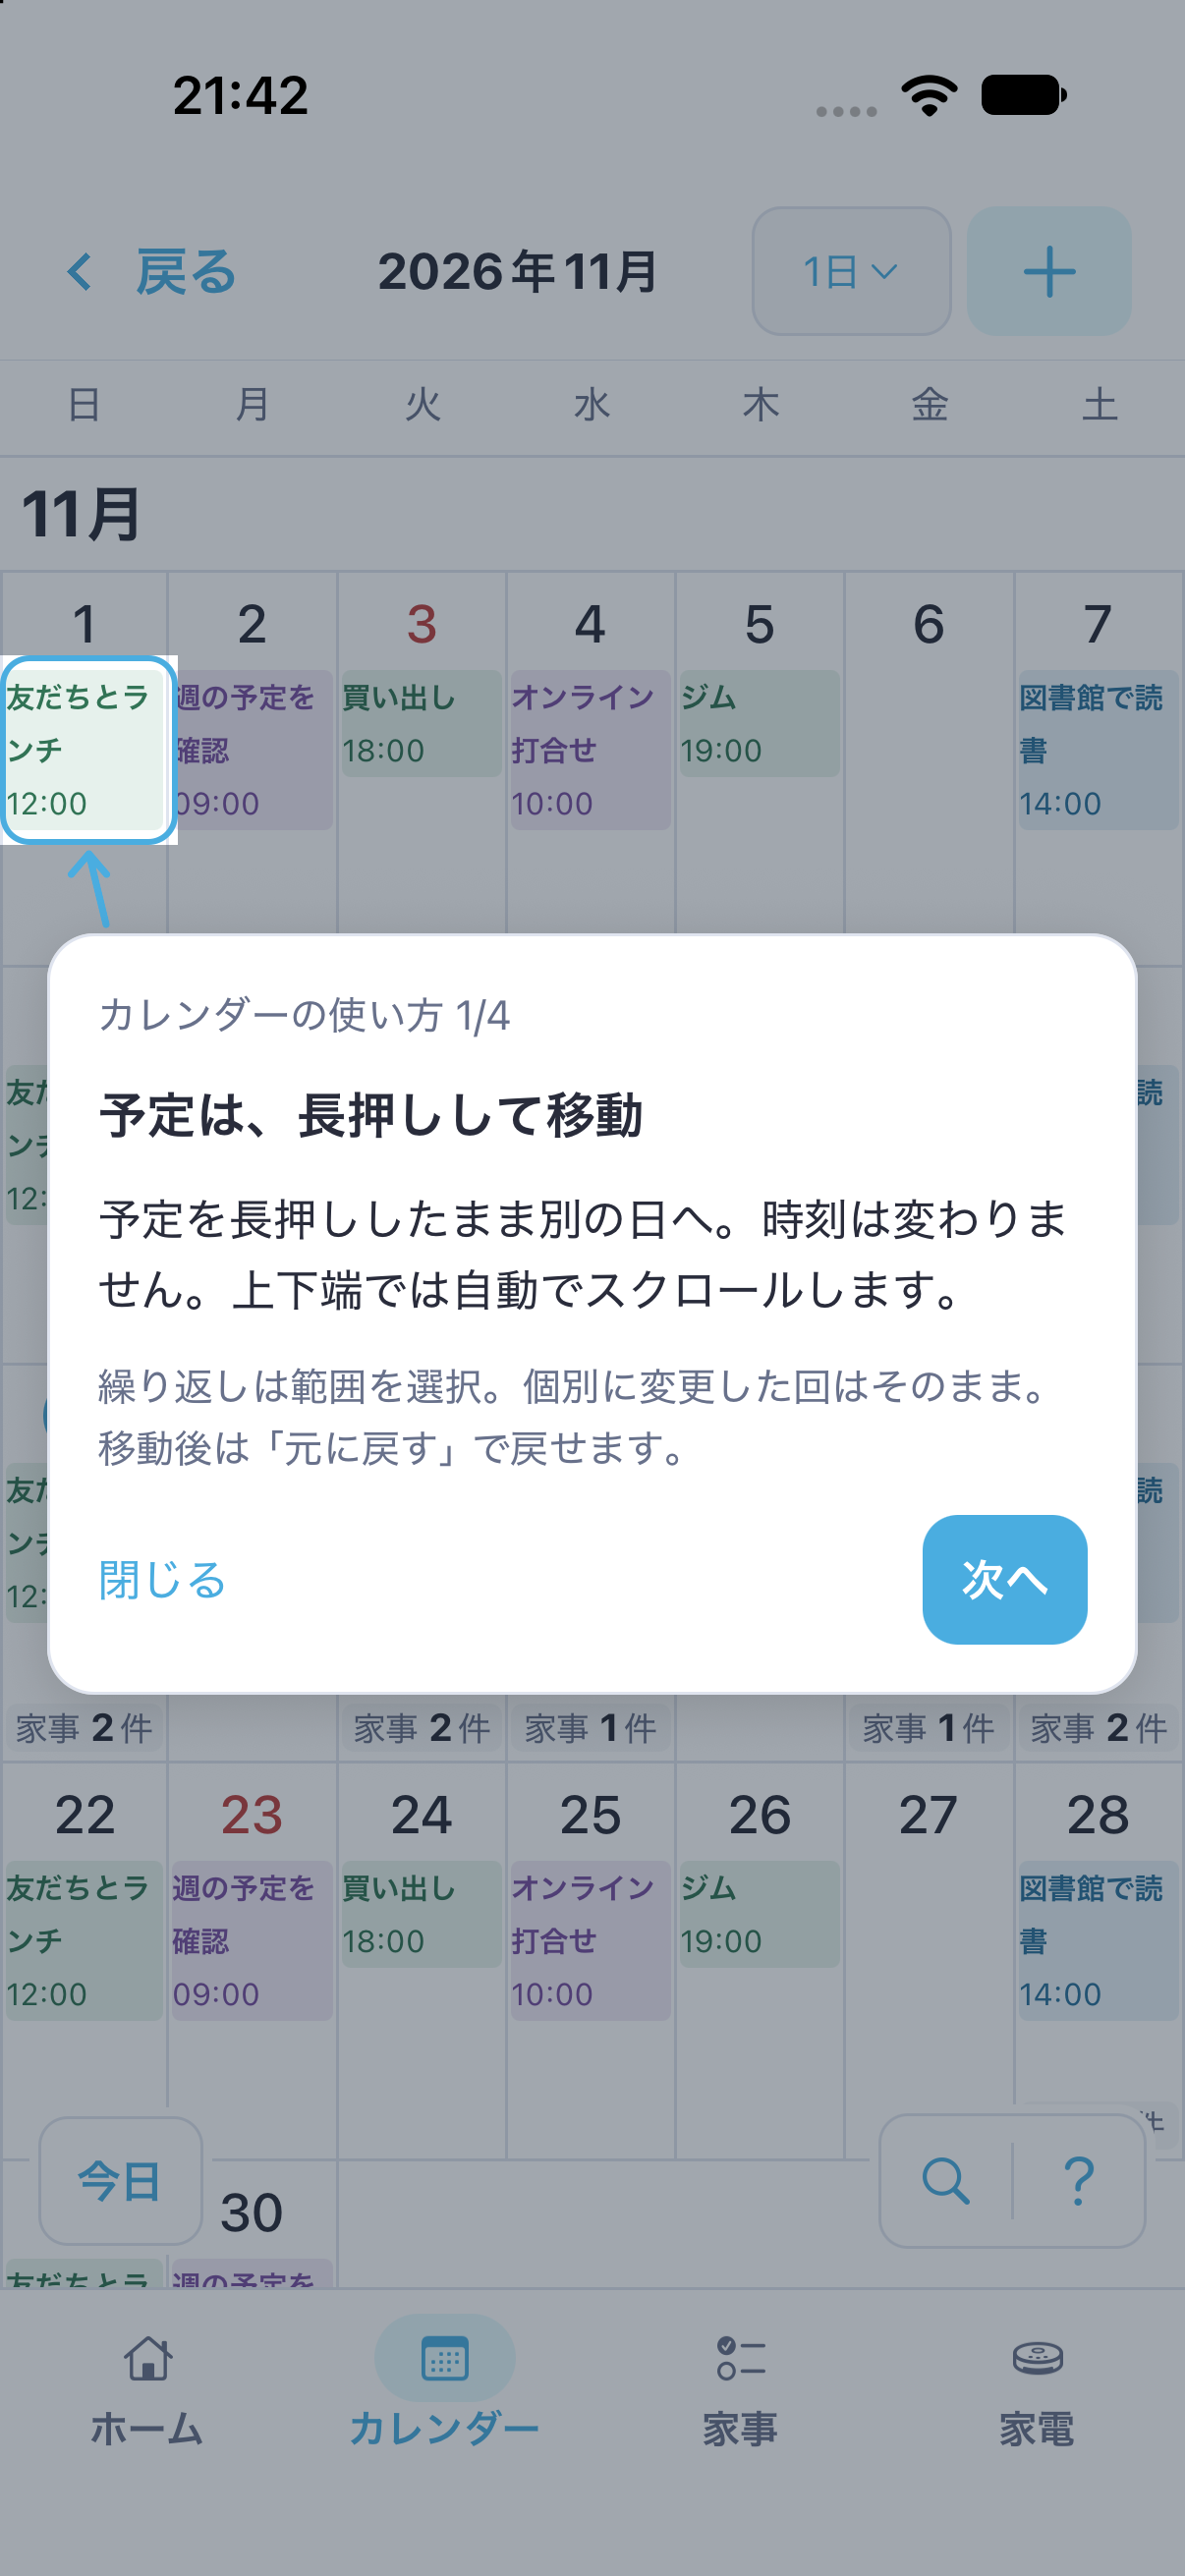 21:42
戻る
2026年11月
1日
日 月 火 水 木 金 土
11月
1 2 3 4 5 6 7
友だちとランチ
12:00
週の予定を確認
09:00
買い出し
18:00
オンライン打合せ
10:00
ジム
19:00
図書館で読書
14:00
カレンダーの使い方 1/4
予定は、長押しして移動
予定を長押ししたまま別の日へ。時刻は変わりま
せん。上下端では自動でスクロールします。
繰り返しは範囲を選択。個別に変更した回はそのまま。
移動後は「元に戻す」で戻せます。
閉じる
次へ
家事 2 件
家事 2 件
家事 1 件
家事 1 件
家事 2 件
22 23 24 25 26 27 28
友だちとランチ
12:00
週の予定を確認
09:00
買い出し
18:00
オンライン打合せ
10:00
ジム
19:00
図書館で読書
14:00
今日
30
?
友だちとラ
週の予定を
ホーム
カレンダー
家事
家電